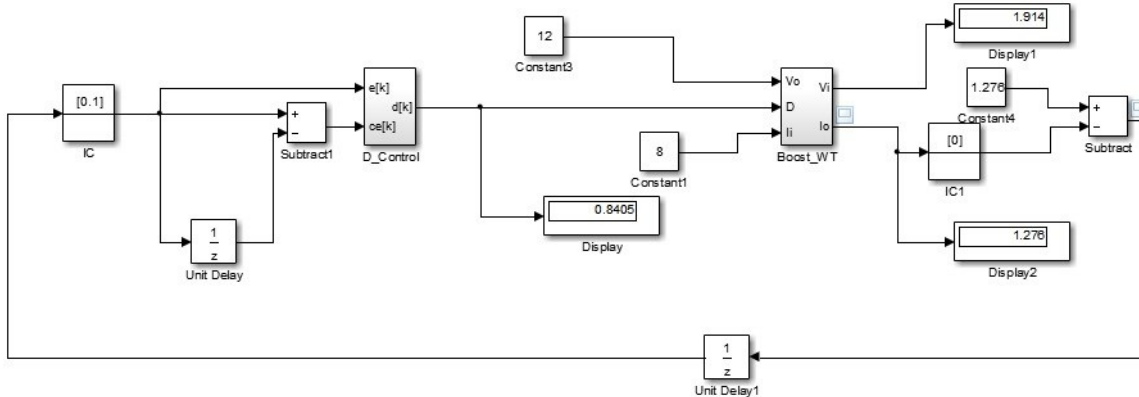 [0.1]
IC
+
−
Subtract1
1
z
Unit Delay
e[k]
d[k]
ce[k]
D_Control
12
Constant3
8
Constant1
0.8405
Display
Vo
Vi
D
Ii
Io
Boost_WT
1.914
Display1
1.276
Constant4
[0]
IC1
+
−
Subtract
1.276
Display2
1
z
Unit Delay1